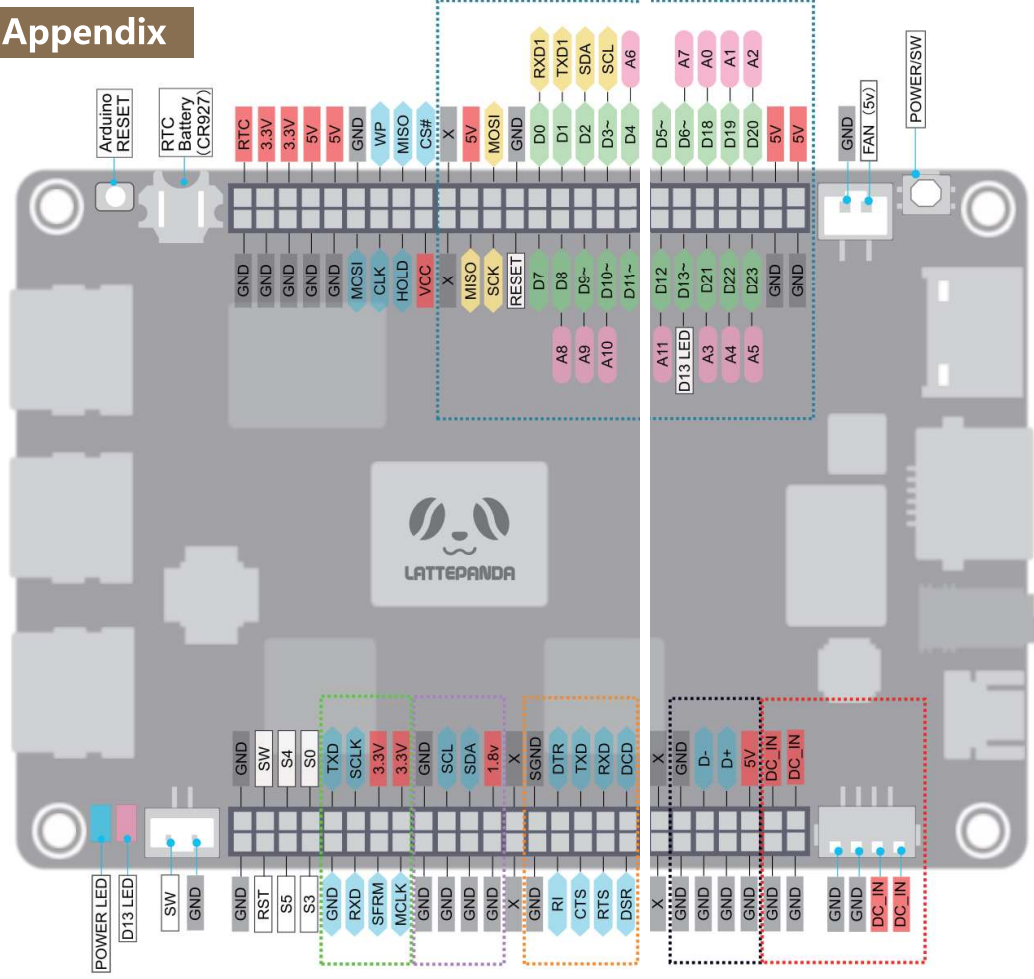 Appendix
RXD1 TXD1 SDA SCL A6 A7 A0 A1 A2
Arduino
RESET
RTC
Battery
(CR927)
RTC 3.3V 3.3V 5V 5V GND WP MISO CS# X 5V MOSI GND D0 D1 D2 D3~ D4 D5~ D6~ D18 D19 D20 5V 5V
GND FAN (5v)
POWER/SW
GND GND GND GND GND MCSI CLK HOLD VCC X MISO SCK RESET D7 D8 D9~ D10~ D11~ D12 D13~ D21 D22 D23 GND GND
A8 A9 A10 A11 D13 LED A3 A4 A5
LATTEPANDA
GND SW S4 S0 TXD SCLK 3.3V 3.3V GND SCL SDA 1.8v X SGND DTR TXD RXD DCD X GND D- D+ 5V DC_IN DC_IN
POWER LED
D13 LED
SW GND
GND RST S5 S3 GND RXD SFRM MCLK GND GND GND GND X GND RI CTS RTS DSR X GND GND GND GND GND GND
GND GND DC_IN DC_IN